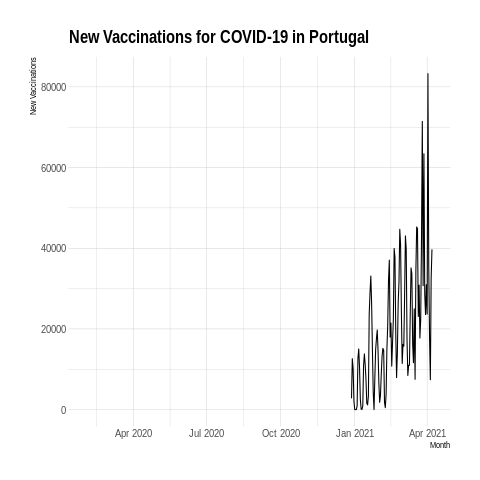 New Vaccinations for COVID-19 in Portugal
New Vaccinations
80000
60000
40000
20000
0
Apr 2020 Jul 2020 Oct 2020 Jan 2021 Apr 2021
Month